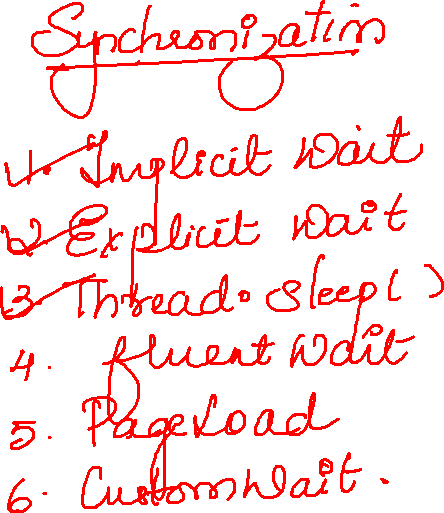 Synchronization
1. Implicit Wait
2. Explicit Wait
3. Thread.sleep()
4. fluent Wait
5. PageLoad
6. CustomWait.